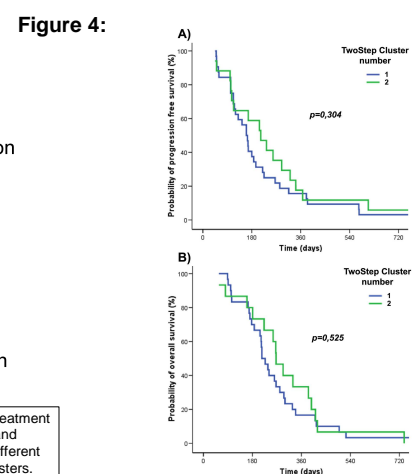 Figure 4:
on
n
reatment
and
ifferent
sters.
A)
TwoStep Cluster
number
1
2
p=0,304
Probability of progression free survival (%)
100
80
60
40
20
0
0 180 360 540 720
Time (days)
B)
TwoStep Cluster
number
1
2
p=0,525
Probability of overall survival (%)
100
80
60
40
20
0
0 180 360 540 720
Time (days)